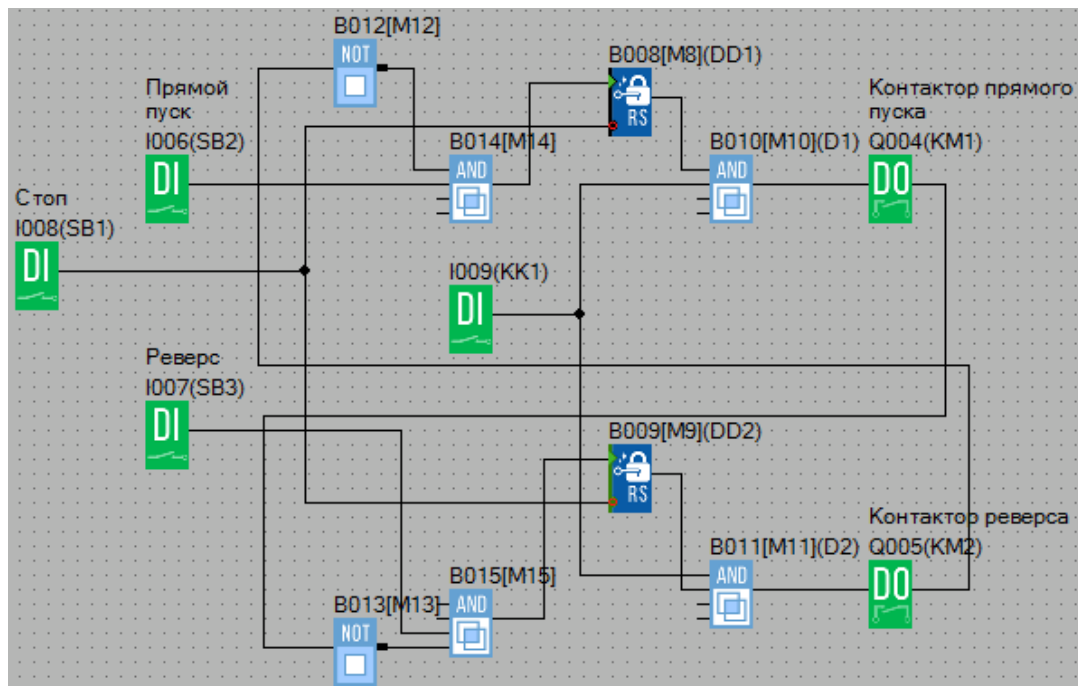 B012[M12]
NOT
B008[M8](DD1)
RS
Прямой
пуск
I006(SB2)
DI
B014[M14]
AND
B010[M10](D1)
AND
Контактор прямого
пуска
Q004(KM1)
DO
Стоп
I008(SB1)
DI
I009(KK1)
DI
Реверс
I007(SB3)
DI
B009[M9](DD2)
RS
Контактор реверса
Q005(KM2)
DO
B011[M11](D2)
AND
B015[M15]
AND
B013[M13]
NOT